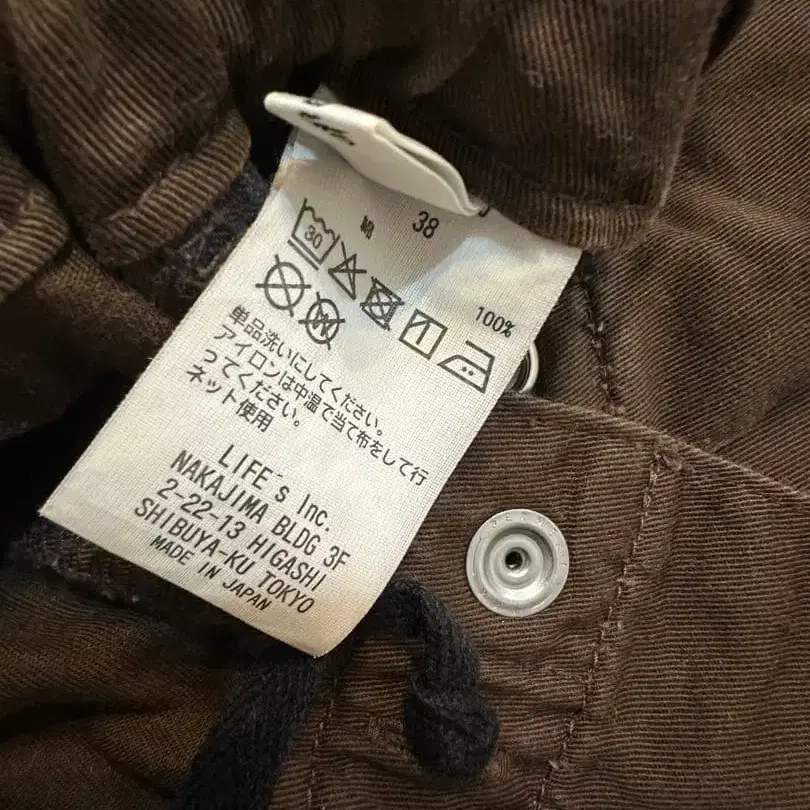 38
綿
100%
30
W
単品洗いにしてください。
アイロンは中温で当て布をして行
ってください。
ネット使用
LIFE's Inc.
NAKAJIMA BLDG 3F
2-22-13 HIGASHI
SHIBUYA-KU TOKYO
MADE IN JAPAN